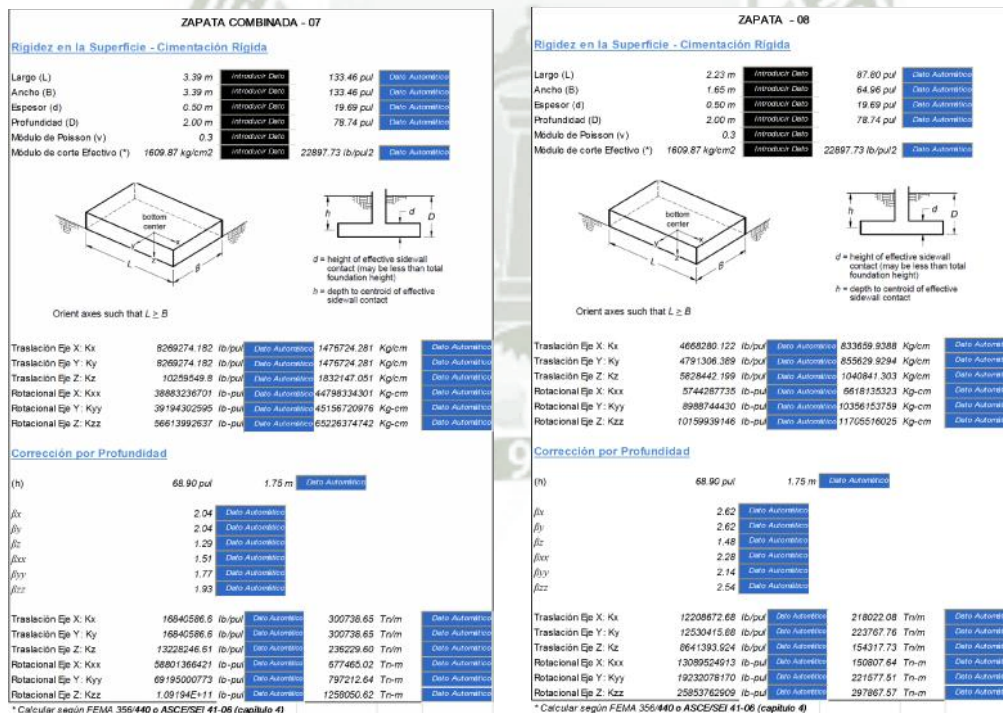 ZAPATA COMBINADA - 07
Rigidez en la Superficie - Cimentación Rígida
Largo (L) 3.39 m Introducir Dato 133.46 pul Dato Automático
Ancho (B) 3.39 m Introducir Dato 133.46 pul Dato Automático
Espesor (d) 0.50 m Introducir Dato 19.69 pul Dato Automático
Profundidad (D) 2.00 m Introducir Dato 78.74 pul Dato Automático
Módulo de Poisson (v) 0.3 Introducir Dato
Módulo de corte Efectivo (*) 1609.87 kg/cm2 Introducir Dato 22897.73 lb/pul2 Dato Automático
bottom
center
x
y
z
L
B
h
d
D
d = height of effective sidewall
contact (may be less than total
foundation height)
h = depth to centroid of effective
sidewall contact
Orient axes such that L ≥ B
Traslación Eje X: Kx 8269274.182 lb/pul Dato Automático 1476724.281 Kg/cm Dato Automático
Traslación Eje Y: Ky 8269274.182 lb/pul Dato Automático 1476724.281 Kg/cm Dato Automático
Traslación Eje Z: Kz 10259549.8 lb/pul Dato Automático 1832147.051 Kg/cm Dato Automático
Rotacional Eje X: Kxx 38883236701 lb-pul Dato Automático 44798334301 Kg-cm Dato Automático
Rotacional Eje Y: Kyy 39194302595 lb-pul Dato Automático 45156720976 Kg-cm Dato Automático
Rotacional Eje Z: Kzz 56613992637 lb-pul Dato Automático 65226374742 Kg-cm Dato Automático
Corrección por Profundidad
(h) 68.90 pul 1.75 m Dato Automático
βx 2.04 Dato Automático
βy 2.04 Dato Automático
βz 1.29 Dato Automático
βxx 1.51 Dato Automático
βyy 1.77 Dato Automático
βzz 1.93 Dato Automático
Traslación Eje X: Kx 16840586.6 lb/pul Dato Automático 300738.65 Tn/m Dato Automático
Traslación Eje Y: Ky 16840586.6 lb/pul Dato Automático 300738.65 Tn/m Dato Automático
Traslación Eje Z: Kz 13228246.61 lb/pul Dato Automático 236229.60 Tn/m Dato Automático
Rotacional Eje X: Kxx 58801366421 lb-pul Dato Automático 677465.02 Tn-m Dato Automático
Rotacional Eje Y: Kyy 69195000773 lb-pul Dato Automático 797212.64 Tn-m Dato Automático
Rotacional Eje Z: Kzz 1.09194E+11 lb-pul Dato Automático 1258050.62 Tn-m Dato Automático
* Calcular según FEMA 356/440 o ASCE/SEI 41-06 (capitulo 4)
ZAPATA - 08
Rigidez en la Superficie - Cimentación Rígida
Largo (L) 2.23 m Introducir Dato 87.80 pul Dato Automático
Ancho (B) 1.65 m Introducir Dato 64.96 pul Dato Automático
Espesor (d) 0.50 m Introducir Dato 19.69 pul Dato Automático
Profundidad (D) 2.00 m Introducir Dato 78.74 pul Dato Automático
Módulo de Poisson (v) 0.3 Introducir Dato
Módulo de corte Efectivo (*) 1609.87 kg/cm2 Introducir Dato 22897.73 lb/pul2 Dato Automático
bottom
center
x
y
z
L
B
h
d
D
d = height of effective sidewall
contact (may be less than total
foundation height)
h = depth to centroid of effective
sidewall contact
Orient axes such that L ≥ B
Traslación Eje X: Kx 4668280.122 lb/pul Dato Automático 833659.9388 Kg/cm Dato Automático
Traslación Eje Y: Ky 4791306.389 lb/pul Dato Automático 855629.9294 Kg/cm Dato Automático
Traslación Eje Z: Kz 5828442.199 lb/pul Dato Automático 1040841.303 Kg/cm Dato Automático
Rotacional Eje X: Kxx 5744287735 lb-pul Dato Automático 6618135323 Kg-cm Dato Automático
Rotacional Eje Y: Kyy 8988744430 lb-pul Dato Automático 10356153759 Kg-cm Dato Automático
Rotacional Eje Z: Kzz 10159939146 lb-pul Dato Automático 11705516025 Kg-cm Dato Automático
Corrección por Profundidad
(h) 68.90 pul 1.75 m Dato Automático
βx 2.62 Dato Automático
βy 2.62 Dato Automático
βz 1.48 Dato Automático
βxx 2.28 Dato Automático
βyy 2.14 Dato Automático
βzz 2.54 Dato Automático
Traslación Eje X: Kx 12208672.68 lb/pul Dato Automático 218022.08 Tn/m Dato Automático
Traslación Eje Y: Ky 12530415.88 lb/pul Dato Automático 223767.76 Tn/m Dato Automático
Traslación Eje Z: Kz 8641393.924 lb/pul Dato Automático 154317.73 Tn/m Dato Automático
Rotacional Eje X: Kxx 13089524913 lb-pul Dato Automático 150807.64 Tn-m Dato Automático
Rotacional Eje Y: Kyy 19232078170 lb-pul Dato Automático 221577.51 Tn-m Dato Automático
Rotacional Eje Z: Kzz 25853762909 lb-pul Dato Automático 297867.57 Tn-m Dato Automático
* Calcular según FEMA 356/440 o ASCE/SEI 41-06 (capitulo 4)